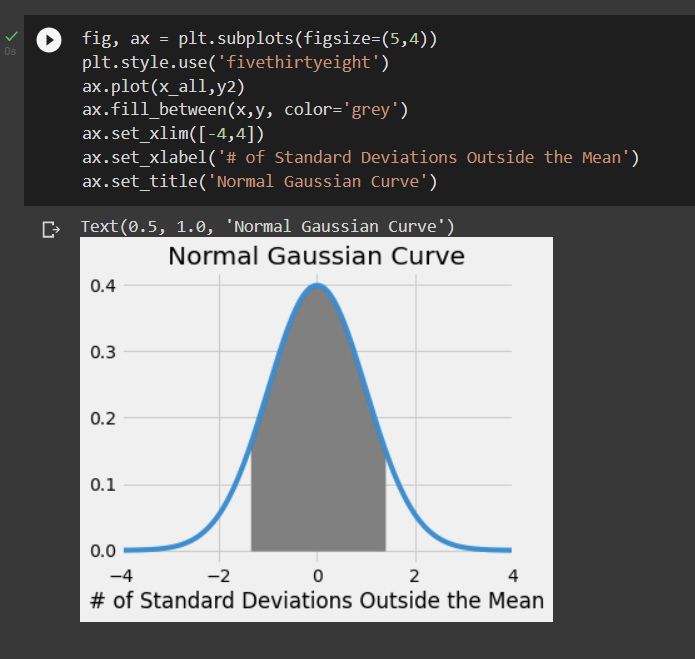 0s
fig, ax = plt.subplots(figsize=(5,4))
plt.style.use('fivethirtyeight')
ax.plot(x_all,y2)
ax.fill_between(x,y, color='grey')
ax.set_xlim([-4,4])
ax.set_xlabel('# of Standard Deviations Outside the Mean')
ax.set_title('Normal Gaussian Curve')
Text(0.5, 1.0, 'Normal Gaussian Curve')
Normal Gaussian Curve
0.4
0.3
0.2
0.1
0.0
−4 −2 0 2 4
# of Standard Deviations Outside the Mean